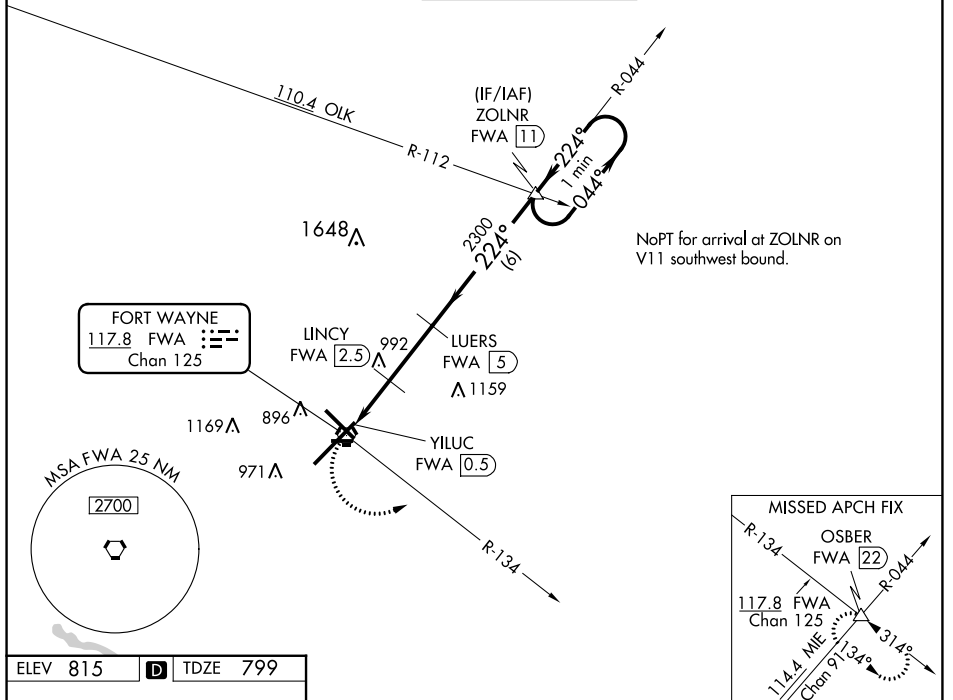 110.4 OLK
R-112
(IF/IAF)
ZOLNR
FWA 11
R-044
224°
1 min
044°
NoPT for arrival at ZOLNR on
V11 southwest bound.
1648
2300
224°
(6)
FORT WAYNE
117.8 FWA
Chan 125
LINCY
FWA 2.5
992
LUERS
FWA 5
1159
1169
896
971
YILUC
FWA 0.5
R-134
MSA FWA 25 NM
2700
MISSED APCH FIX
R-134
OSBER
FWA 22
R-044
117.8 FWA
Chan 125
114.4 MIE
Chan 91
134°
314°
ELEV 815 D TDZE 799